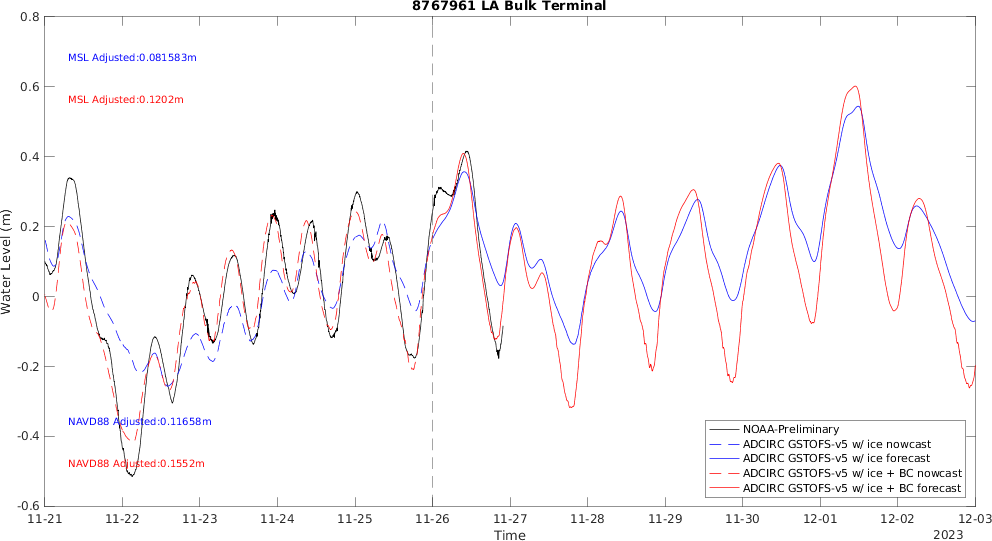 8767961 LA Bulk Terminal
0.8
0.6
0.4
0.2
0
-0.2
-0.4
-0.6
Water Level (m)
MSL Adjusted:0.081583m
MSL Adjusted:0.1202m
NAVD88 Adjusted:0.11658m
NAVD88 Adjusted:0.1552m
NOAA-Preliminary
ADCIRC GSTOFS-v5 w/ ice nowcast
ADCIRC GSTOFS-v5 w/ ice forecast
ADCIRC GSTOFS-v5 w/ ice + BC nowcast
ADCIRC GSTOFS-v5 w/ ice + BC forecast
11-21 11-22 11-23 11-24 11-25 11-26 11-27 11-28 11-29 11-30 12-01 12-02 12-03
Time
2023